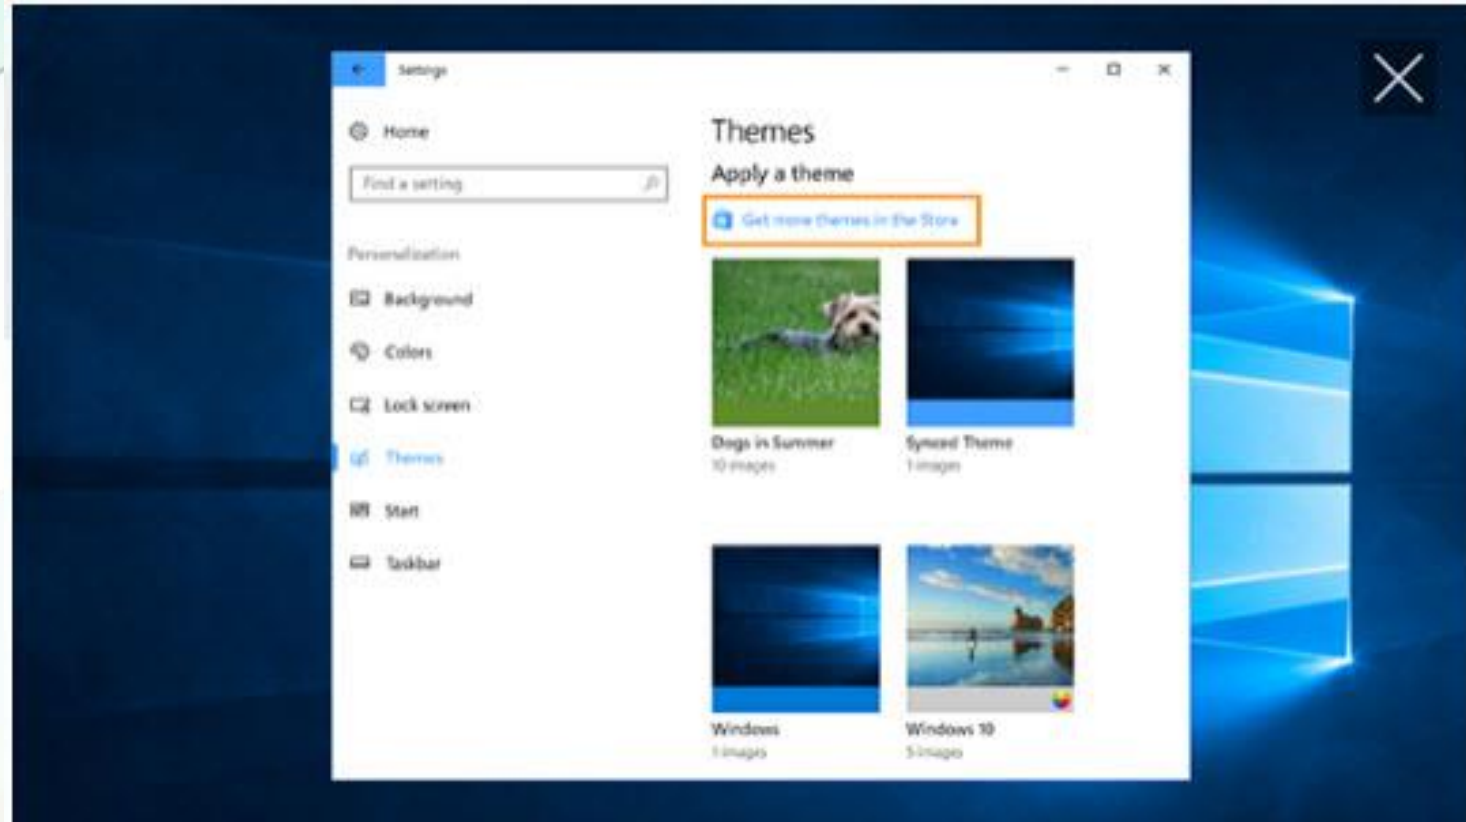 Settings
Home
Find a setting
Personalization
Background
Colors
Lock screen
Themes
Start
Taskbar
Themes
Apply a theme
Get more themes in the Store
Dogs in Summer
10 images
Synced Theme
1 images
Windows
1 images
Windows 10
5 images